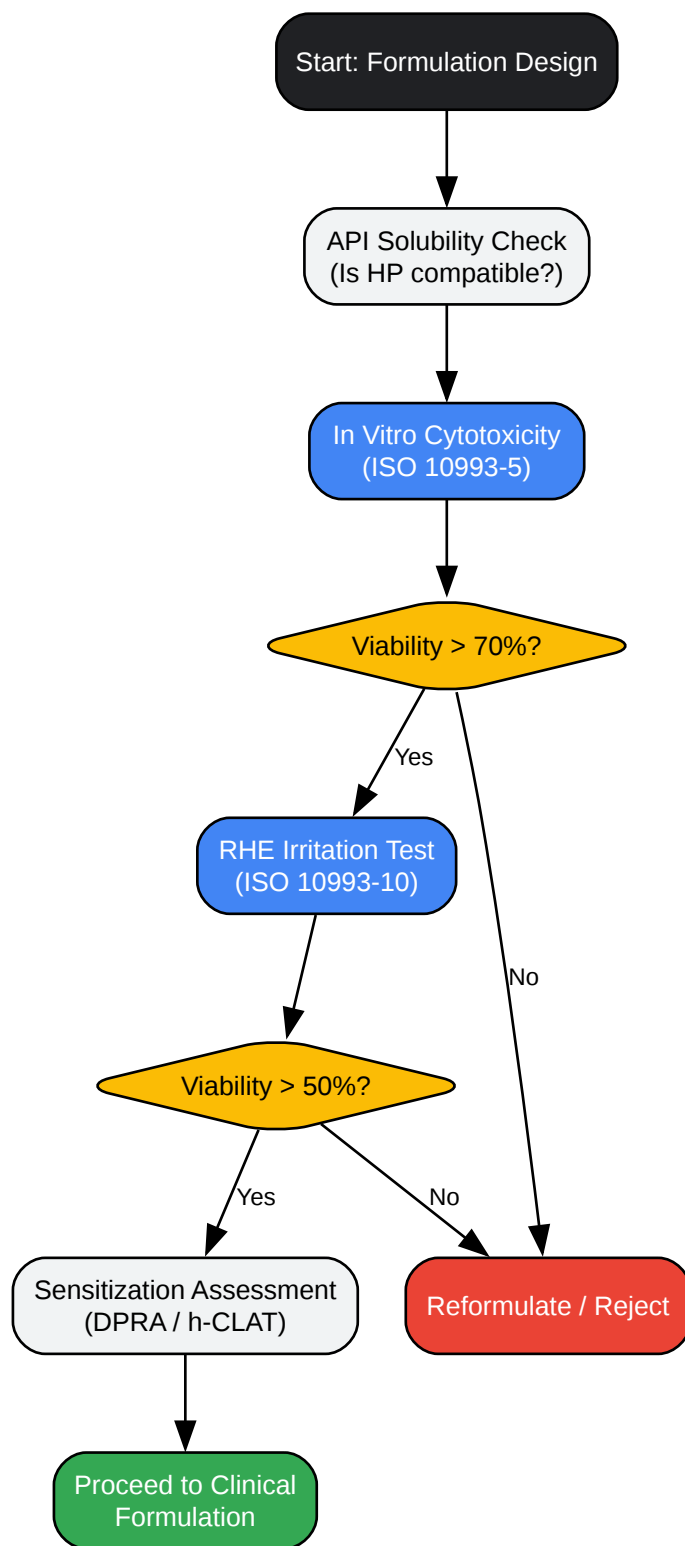 Start: Formulation Design
API Solubility Check
(Is HP compatible?)
In Vitro Cytotoxicity
(ISO 10993-5)
Viability > 70%?
Yes
RHE Irritation Test
(ISO 10993-10)
No
Viability > 50%?
Yes
No
Sensitization Assessment
(DPRA / h-CLAT)
Reformulate / Reject
Proceed to Clinical
Formulation